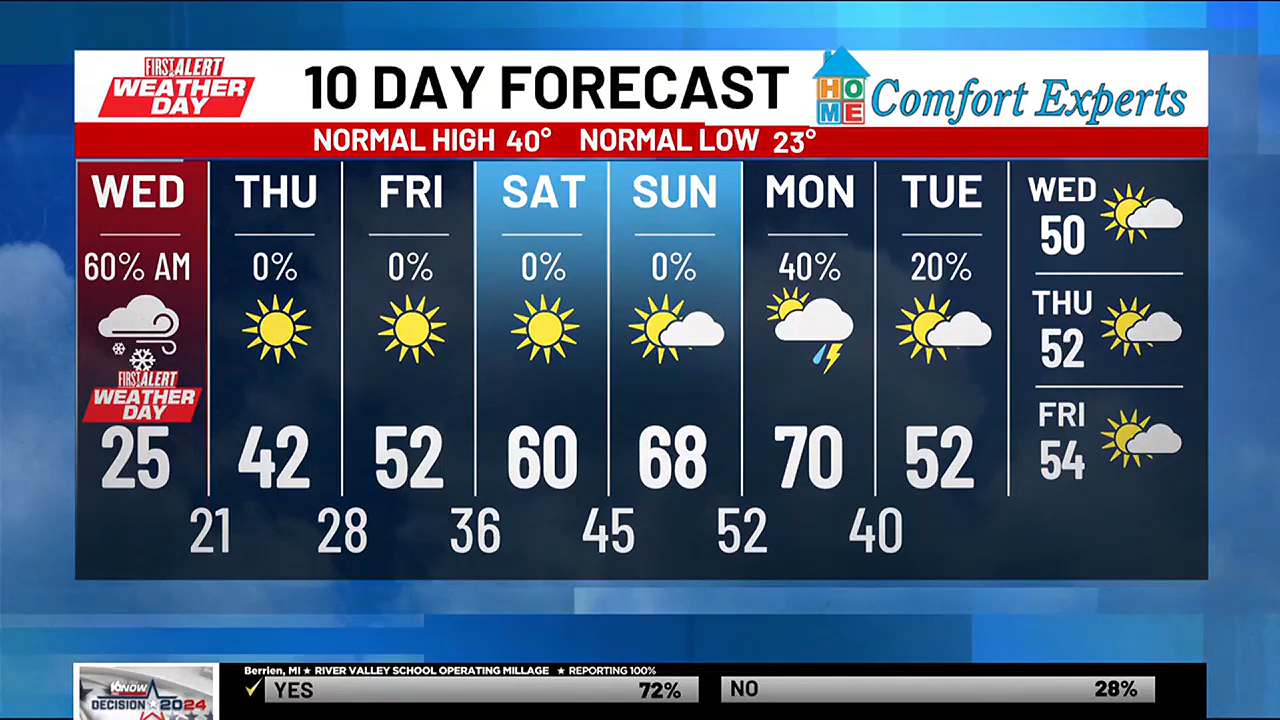 FIRST ALERT
WEATHER
DAY
10 DAY FORECAST
HOME
Comfort Experts
NORMAL HIGH 40° NORMAL LOW 23°
WED THU FRI SAT SUN MON TUE
60% AM 0% 0% 0% 0% 40% 20%
FIRST ALERT
WEATHER
DAY
25 42 52 60 68 70 52
21 28 36 45 52 40
WED
50
THU
52
FRI
54
Berrien, MI ★ RIVER VALLEY SCHOOL OPERATING MILLAGE ★ REPORTING 100%
YES 72% NO 28%
16 NOW
DECISION 2024